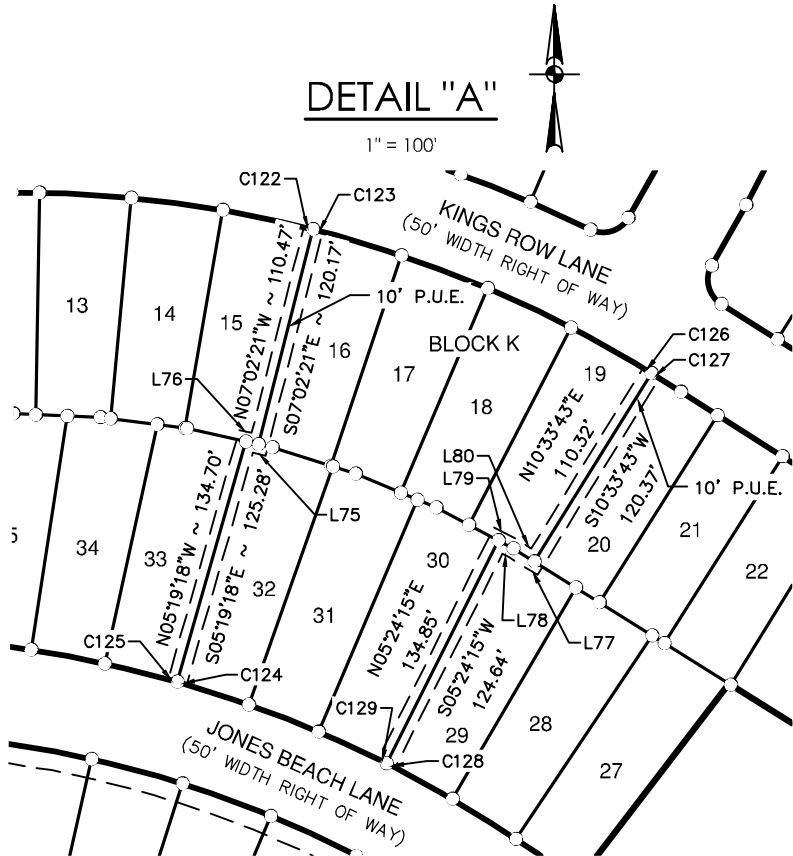 DETAIL "A"
1" = 100'
C122
C123
KINGS ROW LANE
(50' WIDTH RIGHT OF WAY)
N07°02'21"W ~ 110.47'
S07°02'21"E ~ 120.17'
10' P.U.E.
13
14
15
16
17
BLOCK K
18
19
C126
C127
L76
N10°33'43"E
110.32'
S10°33'43"W
120.37'
10' P.U.E.
L80
L79
20
21
22
L75
N05°19'18"W ~ 134.70'
S05°19'18"E ~ 125.28'
5
34
33
32
31
30
N05°24'15"E
134.85'
S05°24'15"W
124.64'
L78
L77
C125
C124
C129
C128
29
28
27
JONES BEACH LANE
(50' WIDTH RIGHT OF WAY)